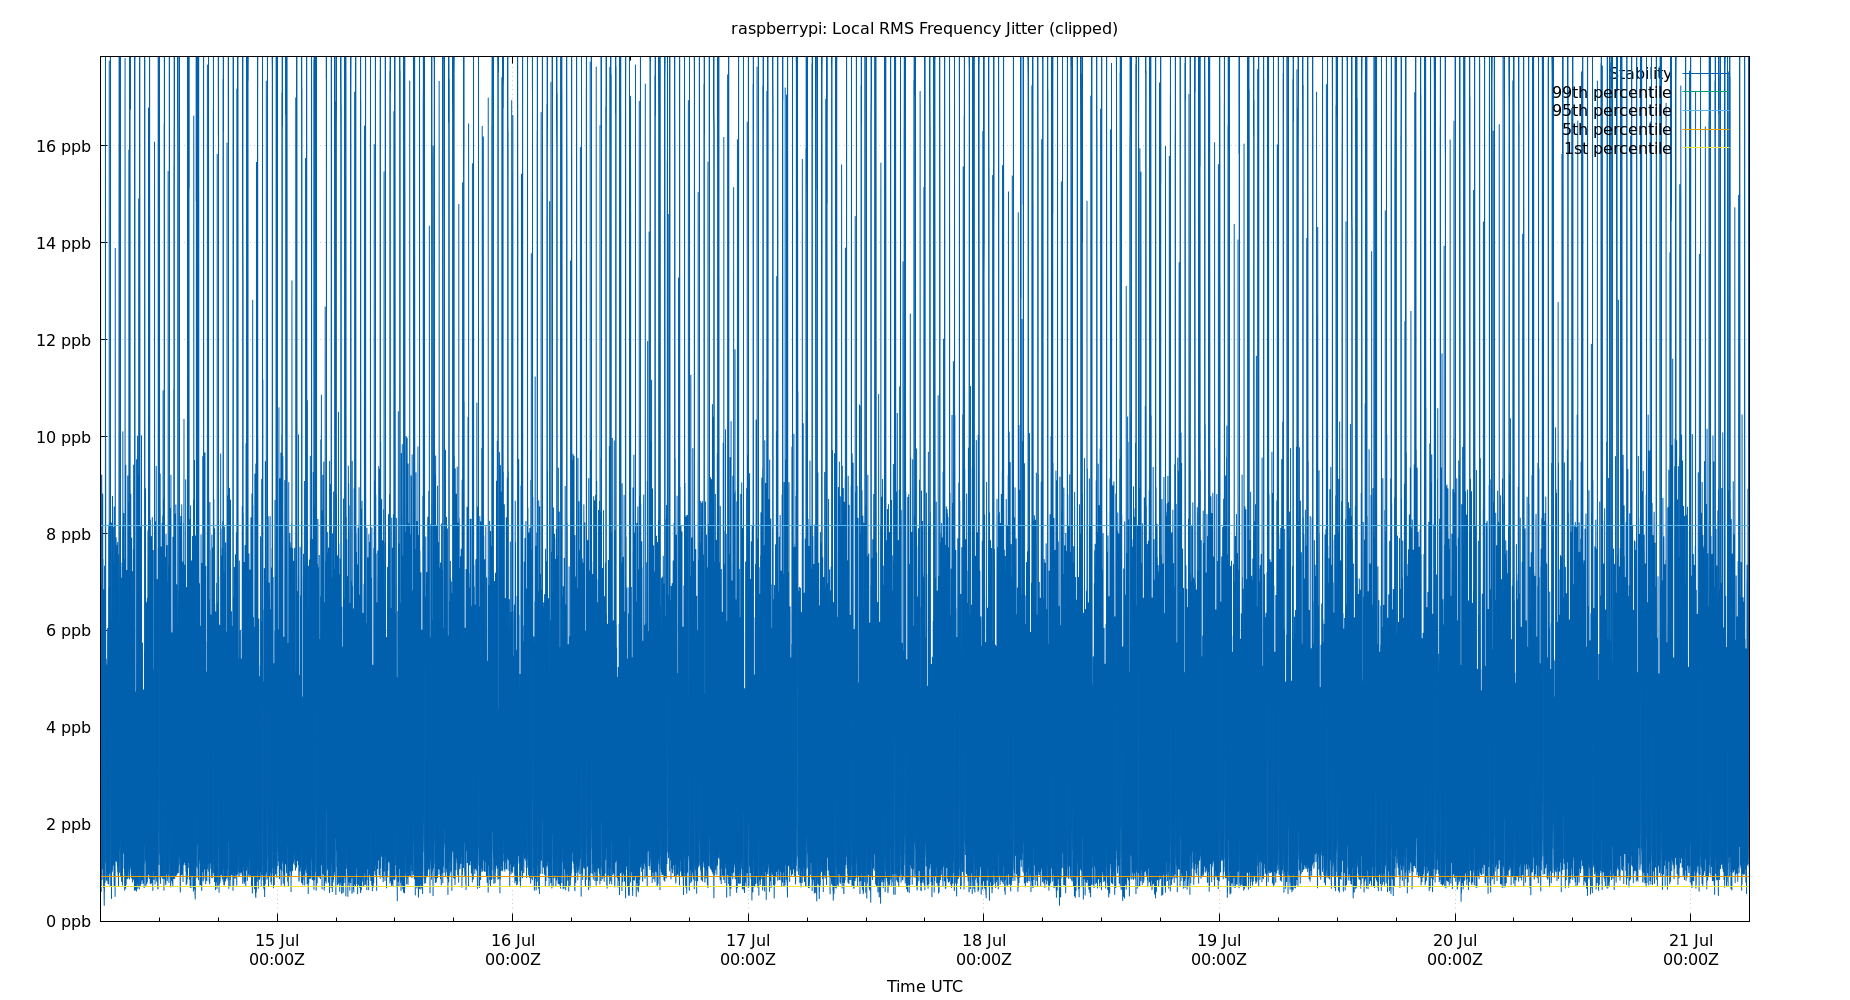 raspberrypi: Local RMS Frequency Jitter (clipped)
Stability
99th percentile
95th percentile
5th percentile
1st percentile
16 ppb
14 ppb
12 ppb
10 ppb
8 ppb
6 ppb
4 ppb
2 ppb
0 ppb
15 Jul 16 Jul 17 Jul 18 Jul 19 Jul 20 Jul 21 Jul
00:00Z 00:00Z 00:00Z 00:00Z 00:00Z 00:00Z 00:00Z
Time UTC